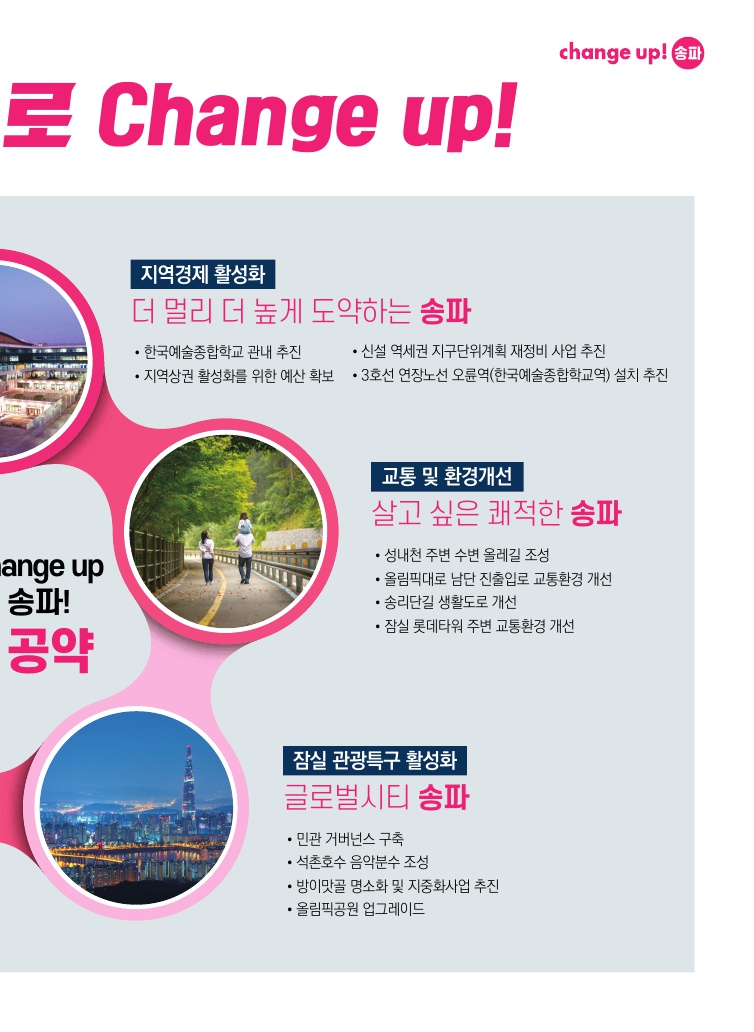 change up! 송파
로 Change up!
지역경제 활성화
더 멀리 더 높게 도약하는 송파
• 한국예술종합학교 관내 추진
• 지역상권 활성화를 위한 예산 확보
• 신설 역세권 지구단위계획 재정비 사업 추진
• 3호선 연장노선 오륜역(한국예술종합학교역) 설치 추진
교통 및 환경개선
살고 싶은 쾌적한 송파
• 성내천 주변 수변 올레길 조성
• 올림픽대로 남단 진출입로 교통환경 개선
• 송리단길 생활도로 개선
• 잠실 롯데타워 주변 교통환경 개선
ange up
송파!
공약
잠실 관광특구 활성화
글로벌시티 송파
• 민관 거버넌스 구축
• 석촌호수 음악분수 조성
• 방이맛골 명소화 및 지중화사업 추진
• 올림픽공원 업그레이드